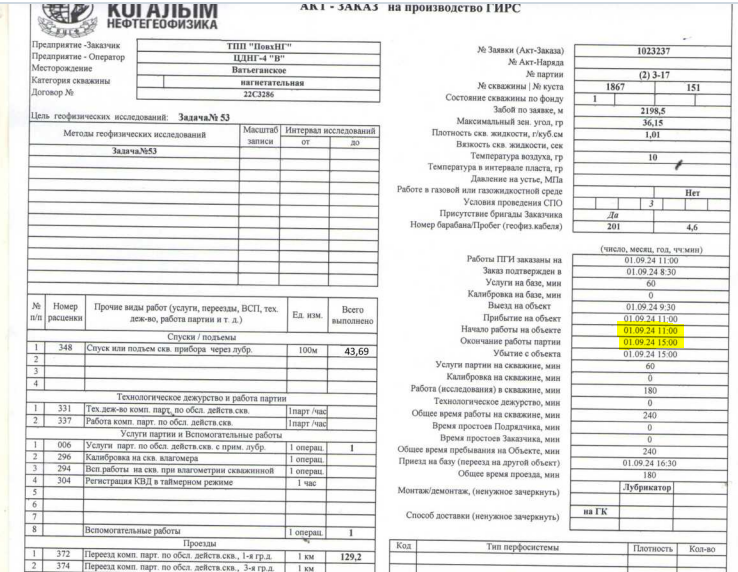 КОГАЛЫМ
НЕФТЕГЕОФИЗИКА
АКТ - ЗАКАЗ на производство ГИРС
Предприятие -Заказчик ТПП "ПовхНГ"
Предприятие - Оператор ЦДНГ-4 "В"
Месторождение Ватьеганское
Категория скважины нагнетательная
Договор № 22С3286
Цель геофизических исследований: Задача№ 53
Методы геофизических исследований Масштаб записи Интервал исследований
от до
Задача№53
№ п/п Номер расценки Прочие виды работ (услуги, переезды, ВСП, тех. деж-во, работа партии и т. д.) Ед. изм. Всего выполнено
Спуски / подъемы
1 348 Спуск или подъем скв. прибора через лубр. 100м 43,69
2
3
4
Технологическое дежурство и работа партии
1 331 Тех.деж-во комп. парт. по обсл. действ.скв. 1парт /час
2 337 Работа комп. парт. по обсл. действ.скв. 1парт/час
Услуги партии и Вспомогательные работы
1 006 Услуги парт. по обсл. действ.скв. с прим. лубр. 1 операц. 1
2 296 Калибровка на скв. влагомера 1 операц.
3 294 Всп.работы на скв. при влагометрии скважинной 1 операц.
4 304 Регистрация КВД в таймерном режиме 1 час
5
6
7
8 Вспомогательные работы 1 операц. 1
Проезды
1 372 Переезд комп. парт. по обсл. действ.скв., 1-я гр.д. 1 км 129,2
2 374 Переезд комп. парт. по обсл. действ.скв., 3-я гр.д. 1 км
№ Заявки (Акт-Заказа) 1023237
№ Акт-Наряда
№ партии (2) 3-17
№ скважины | № куста 1867 151
Состояние скважины по фонду 1
Забой по заявке, м 2198,5
Максимальный зен. угол, гр 36,15
Плотность скв. жидкости, г/куб.см 1,01
Вязкость скв. жидкости, сек
Температура воздуха, гр 10
Температура в интервале пласта, гр
Давление на устье, МПа
Работе в газовой или газожидкостной среде Нет
Условия проведения СПО 3
Присутствие бригады Заказчика Да
Номер барабана/Пробег (геофиз.кабеля) 201 4,6
(число, месяц, год, чч:мин)
Работы ПГИ заказаны на 01.09.24 11:00
Заказ подтвержден в 01.09.24 8:30
Услуги на базе, мин 60
Калибровка на базе, мин 0
Выезд на объект 01.09.24 9:30
Прибытие на объект 01.09.24 11:00
Начало работы на объекте 01.09.24 11:00
Окончание работы партии 01.09.24 15:00
Убытие с объекта 01.09.24 15:00
Услуги партии на скважине, мин 60
Калибровка на скважине, мин 0
Работа (исследования) в скважине, мин 180
Технологическое дежурство, мин 0
Общее время работы на скважине, мин 240
Время простоев Подрядчика, мин 0
Время простоев Заказчика, мин 0
Общее время пребывания на Объекте, мин 240
Приезд на базу (переезд на другой объект) 01.09.24 16:30
Общее время проезда, мин 180
Монтаж/демонтаж, (ненужное зачеркнуть) Лубрикатор
Способ доставки (ненужное зачеркнуть) на ГК
Код Тип перфосистемы Плотность Кол-во